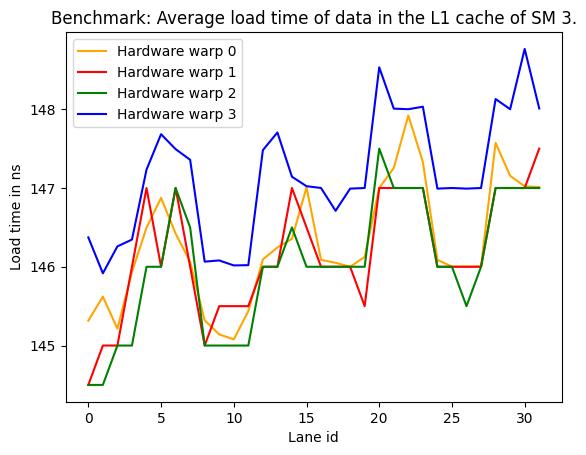 Benchmark: Average load time of data in the L1 cache of SM 3.
Hardware warp 0
Hardware warp 1
Hardware warp 2
Hardware warp 3
148
147
146
145
Load time in ns
0 5 10 15 20 25 30
Lane id